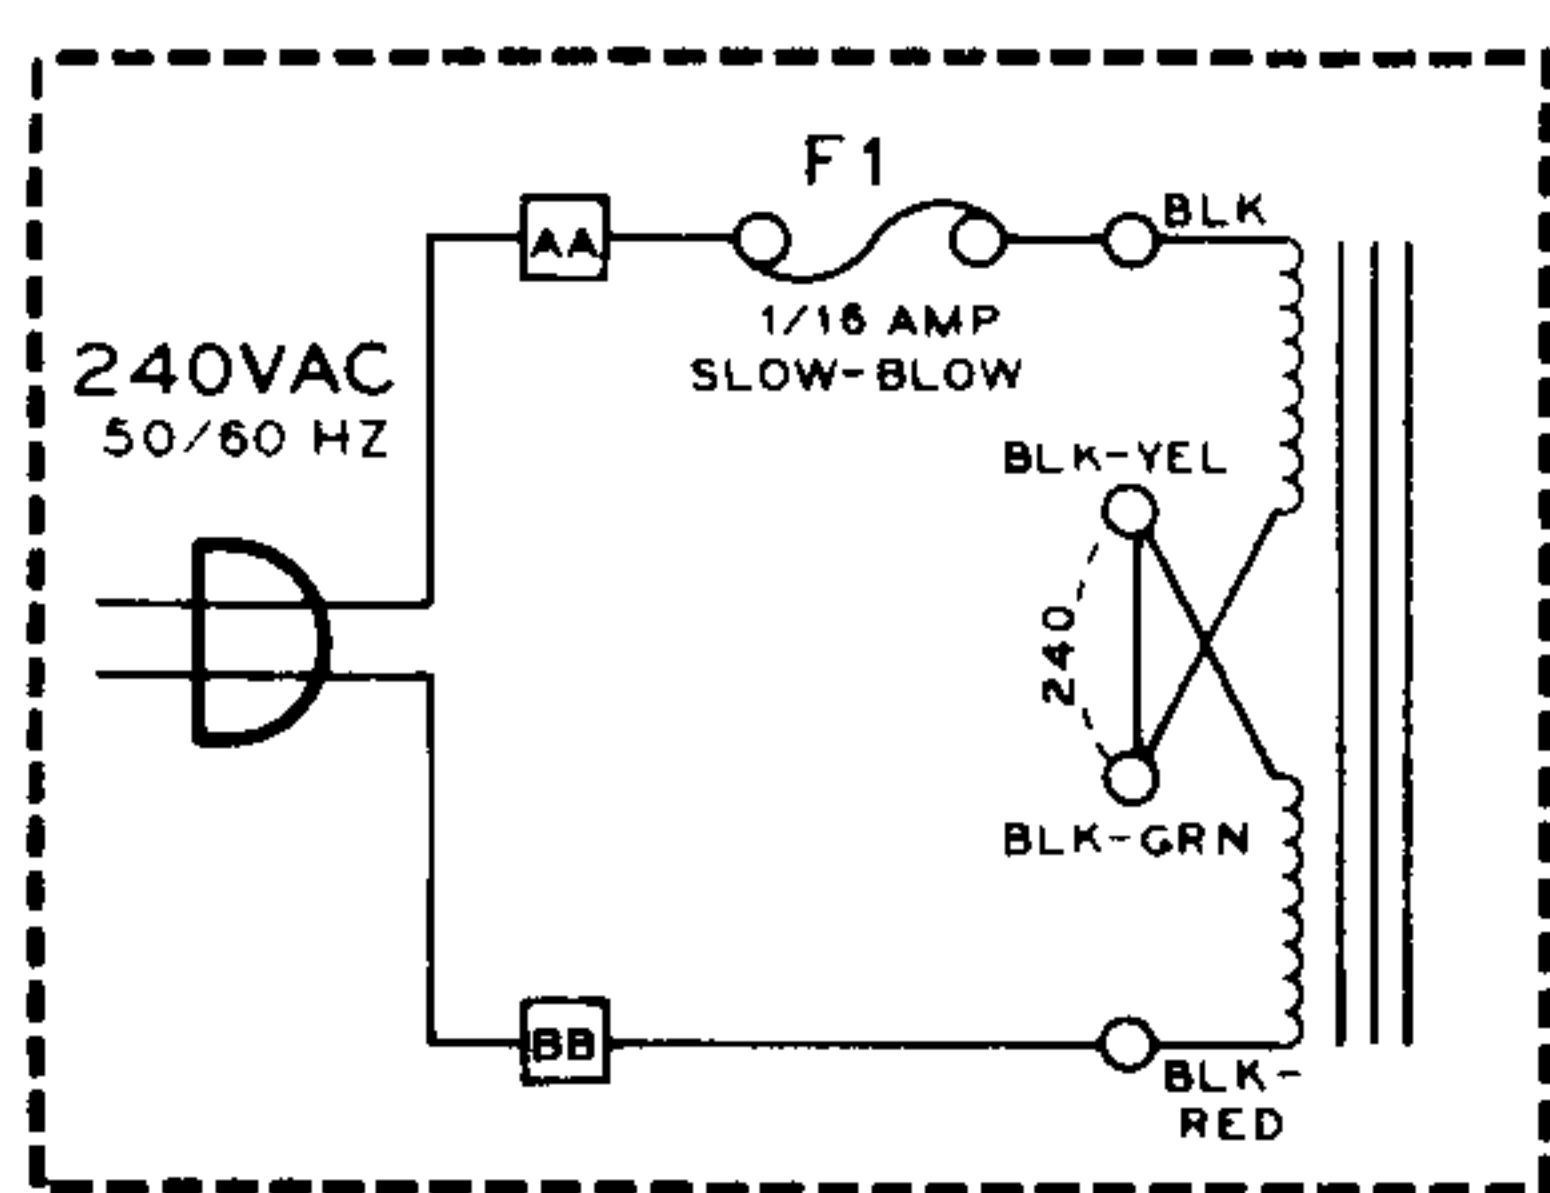 F1
AA
BLK
1/16 AMP
SLOW-BLOW
240VAC
50/60 HZ
BLK-YEL
240
BLK-GRN
BB
BLK-
RED